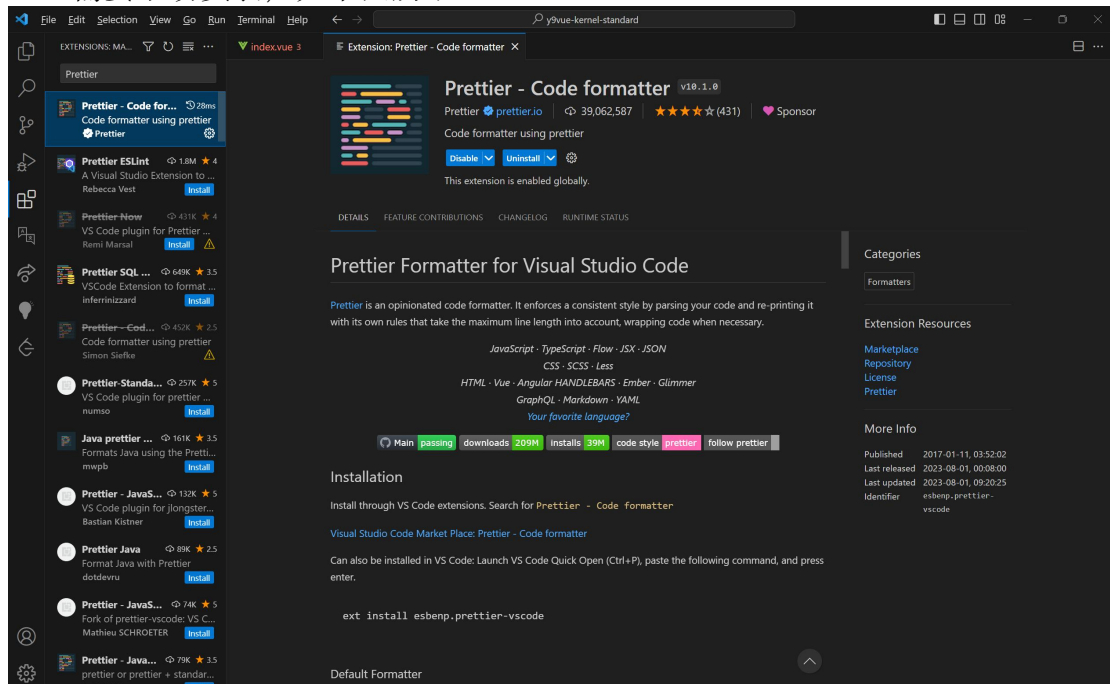 File Edit Selection View Go Run Terminal Help
y9vue-kernel-standard
EXTENSIONS: MA...
Prettier
Prettier - Code for... 28ms
Code formatter using prettier
Prettier
Prettier ESLint 1.8M ★ 4
A Visual Studio Extension to ...
Rebecca Vest Install
Prettier Now 431K ★ 4
VS Code plugin for Prettier ...
Remi Marsal Install
Prettier SQL ... 649K ★ 3.5
VSCode Extension to format ...
inferrinizzard Install
Prettier - Cod... 452K ★ 2.5
Code formatter using prettier
Simon Siefke
Prettier-Standa... 257K ★ 5
VS Code plugin for prettier ...
numso Install
Java prettier ... 161K ★ 3.5
Formats Java using the Pretti...
mwpb Install
Prettier - JavaS... 132K ★ 5
VS Code plugin for jlongster...
Bastian Kistner Install
Prettier Java 89K ★ 2.5
Format Java with Prettier
dotdevru Install
Prettier - JavaS... 74K ★ 5
Fork of prettier-vscode: VS C...
Mathieu SCHROETER Install
Prettier - Java... 79K ★ 3.5
prettier or prettier + standar...
index.vue 3
Extension: Prettier - Code formatter
Prettier - Code formatter v10.1.0
Prettier prettier.io 39,062,587 (431) Sponsor
Code formatter using prettier
Disable Uninstall
This extension is enabled globally.
DETAILS FEATURE CONTRIBUTIONS CHANGELOG RUNTIME STATUS
Prettier Formatter for Visual Studio Code
Prettier is an opinionated code formatter. It enforces a consistent style by parsing your code and re-printing it
with its own rules that take the maximum line length into account, wrapping code when necessary.
JavaScript · TypeScript · Flow · JSX · JSON
CSS · SCSS · Less
HTML · Vue · Angular HANDLEBARS · Ember · Glimmer
GraphQL · Markdown · YAML
Your favorite language?
Main passing downloads 209M installs 39M code style prettier follow prettier
Installation
Install through VS Code extensions. Search for Prettier - Code formatter
Visual Studio Code Market Place: Prettier - Code formatter
Can also be installed in VS Code: Launch VS Code Quick Open (Ctrl+P), paste the following command, and press
enter.
ext install esbenp.prettier-vscode
Default Formatter
Categories
Formatters
Extension Resources
Marketplace
Repository
License
Prettier
More Info
Published 2017-01-11, 03:52:02
Last released 2023-08-01, 00:08:00
Last updated 2023-08-01, 09:20:25
Identifier esbenp.prettier-
vscode